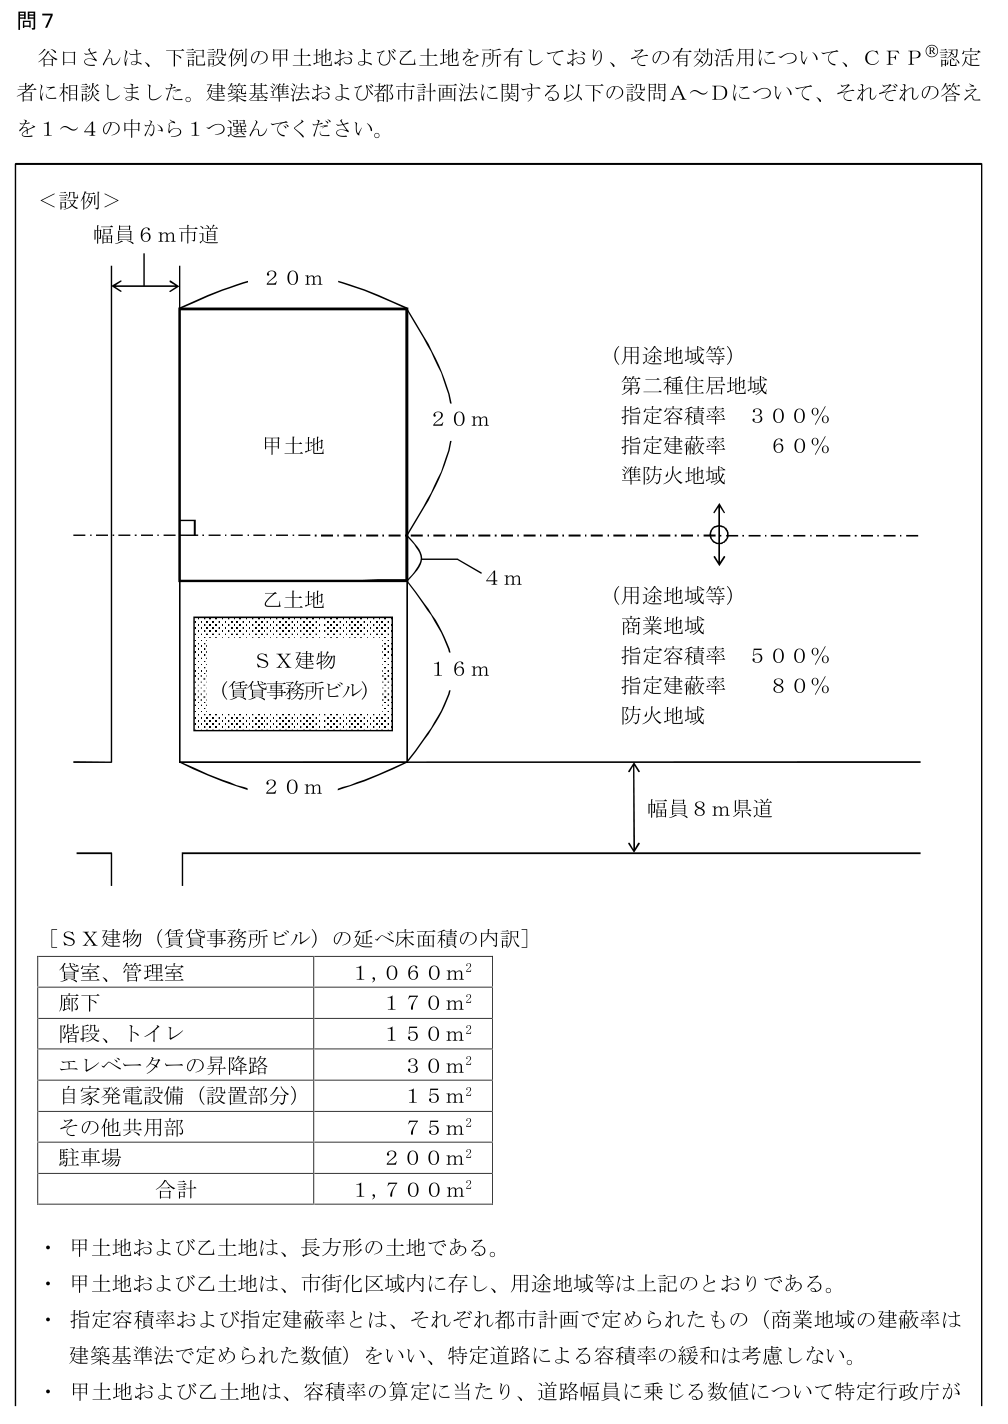 問７
谷口さんは、下記設例の甲土地および乙土地を所有しており、その有効活用について、ＣＦＰ®認定
者に相談しました。建築基準法および都市計画法に関する以下の設問Ａ～Ｄについて、それぞれの答え
を１～４の中から１つ選んでください。
＜設例＞
幅員６ｍ市道
２０ｍ
（用途地域等）
第二種住居地域
指定容積率　３００％
指定建蔽率　６０％
準防火地域
２０ｍ
甲土地
４ｍ
乙土地
ＳＸ建物
（賃貸事務所ビル）
１６ｍ
（用途地域等）
商業地域
指定容積率　５００％
指定建蔽率　８０％
防火地域
２０ｍ
幅員８ｍ県道
［ＳＸ建物（賃貸事務所ビル）の延べ床面積の内訳］
貸室、管理室　１,０６０ｍ²
廊下　１７０ｍ²
階段、トイレ　１５０ｍ²
エレベーターの昇降路　３０ｍ²
自家発電設備（設置部分）　１５ｍ²
その他共用部　７５ｍ²
駐車場　２００ｍ²
合計　１,７００ｍ²
・ 甲土地および乙土地は、長方形の土地である。
・ 甲土地および乙土地は、市街化区域内に存し、用途地域等は上記のとおりである。
・ 指定容積率および指定建蔽率とは、それぞれ都市計画で定められたもの（商業地域の建蔽率は
建築基準法で定められた数値）をいい、特定道路による容積率の緩和は考慮しない。
・ 甲土地および乙土地は、容積率の算定に当たり、道路幅員に乗じる数値について特定行政庁が